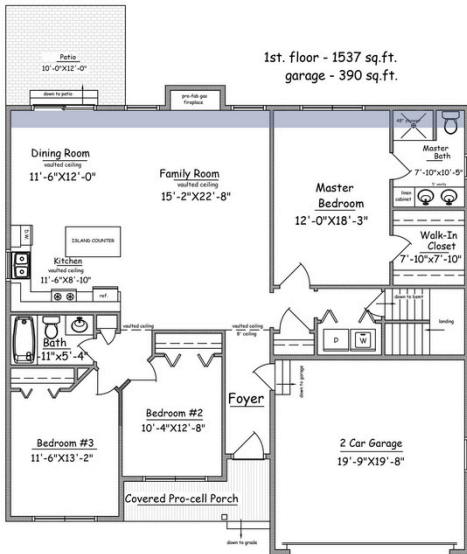 Patio
10'-0"X12'-0"
down to patio
1st. floor - 1537 sq.ft.
garage - 390 sq.ft.
pre-fab gas
fireplace
Dining Room
vaulted ceiling
11'-6"X12'-0"
Family Room
vaulted ceiling
15'-2"X22'-8"
Master
Bedroom
12'-0"X18'-3"
48" shower
Master
Bath
7'-10"x10'-5"
linen
cabinet
5' vanity
Walk-In
Closet
7'-10"x7'-10"
D.W.
ISLAND COUNTER
Kitchen
vaulted ceiling
11'-6"X8'-10"
ref.
down to bsmt
landing
vaulted ceiling
vaulted ceiling
8' ceiling
D
W
Bath
8'-11"x5'-4"
down to garage
Bedroom #2
10'-4"X12'-8"
Foyer
Bedroom #3
11'-6"X13'-2"
2 Car Garage
19'-9"X19'-8"
Covered Pro-cell Porch
down to grade